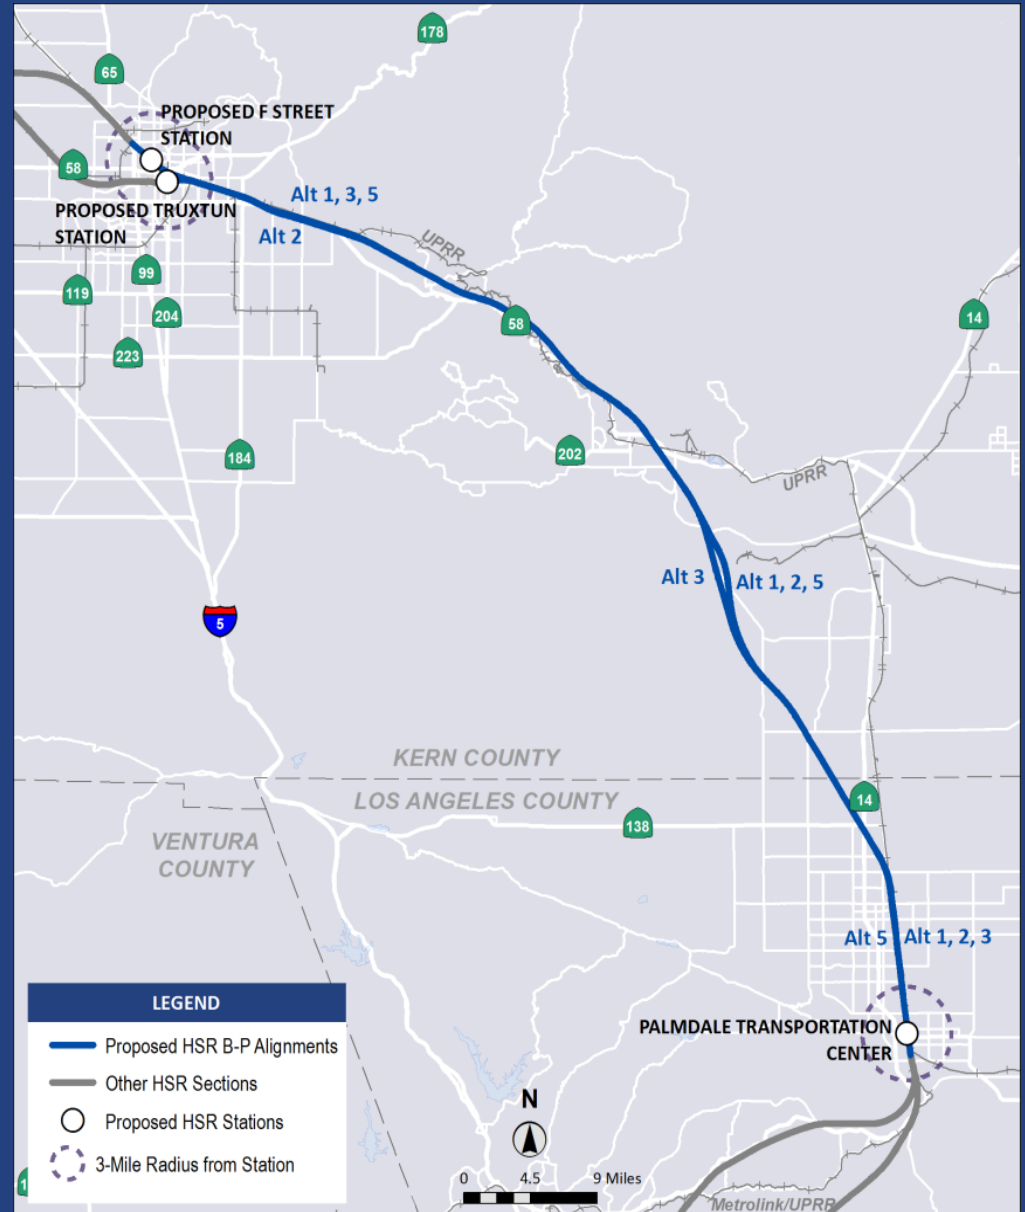 178
65
PROPOSED F STREET
STATION
58
PROPOSED TRUXTUN
STATION
Alt 1, 3, 5
Alt 2
UPRR
99
119
204
14
58
223
184
202
UPRR
Alt 3
Alt 1, 2, 5
5
KERN COUNTY
LOS ANGELES COUNTY
14
138
VENTURA
COUNTY
Alt 5
Alt 1, 2, 3
PALMDALE TRANSPORTATION
CENTER
LEGEND
Proposed HSR B-P Alignments
Other HSR Sections
Proposed HSR Stations
3-Mile Radius from Station
N
0 4.5 9 Miles
Metrolink/UPRR